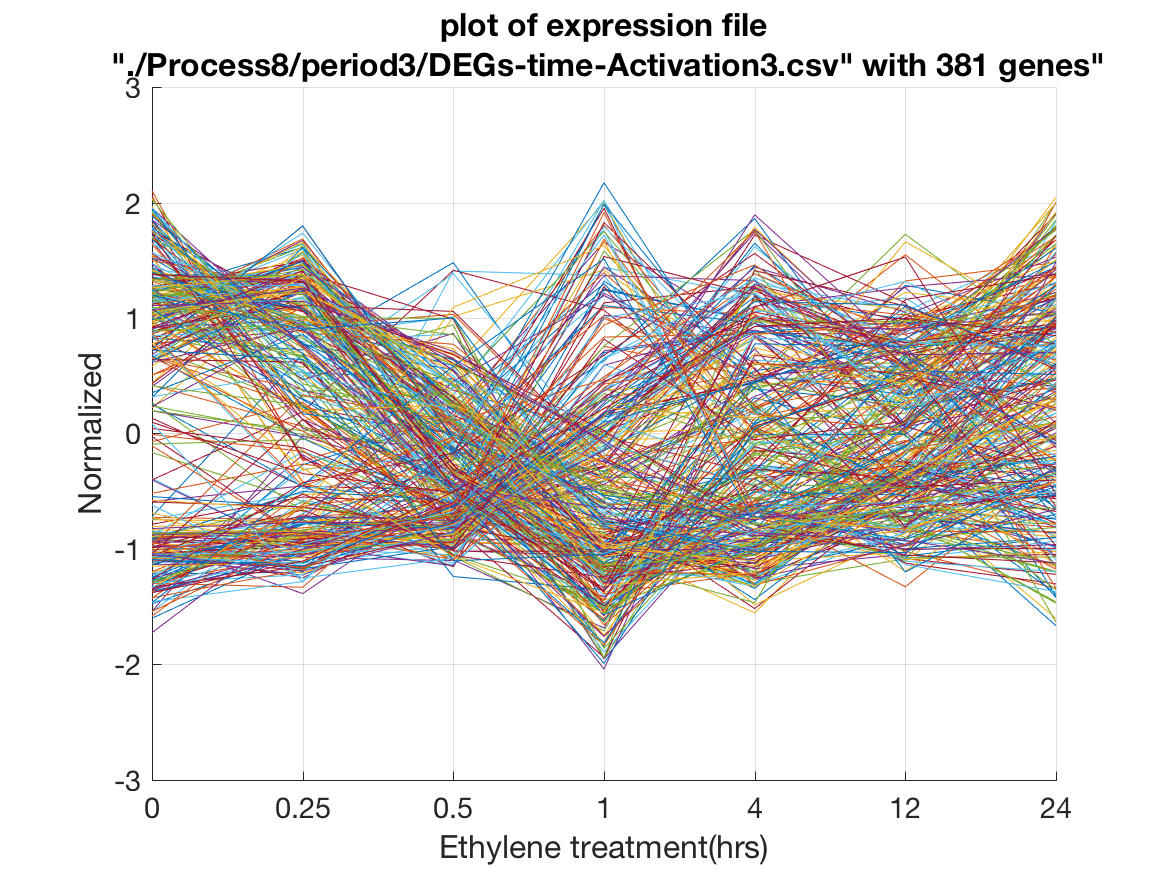 plot of expression file
"./Process8/period3/DEGs-time-Activation3.csv" with 381 genes"
3
2
1
0
-1
-2
-3
Normalized
0 0.25 0.5 1 4 12 24
Ethylene treatment(hrs)